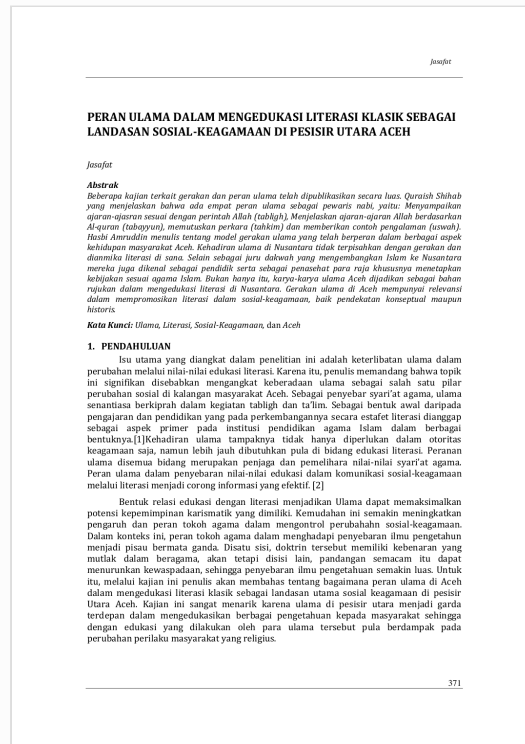 Jasafat
PERAN ULAMA DALAM MENGEDUKASI LITERASI KLASIK SEBAGAI
LANDASAN SOSIAL-KEAGAMAAN DI PESISIR UTARA ACEH
Jasafat
Abstrak
Beberapa kajian terkait gerakan dan peran ulama telah dipublikasikan secara luas. Quraish Shihab
yang menjelaskan bahwa ada empat peran ulama sebagai pewaris nabi, yaitu: Menyampaikan
ajaran-ajasran sesuai dengan perintah Allah (tabligh), Menjelaskan ajaran-ajaran Allah berdasarkan
Al-quran (tabayyun), memutuskan perkara (tahkim) dan memberikan contoh pengalaman (uswah).
Hasbi Amruddin menulis tentang model gerakan ulama yang telah berperan dalam berbagai aspek
kehidupan masyarakat Aceh. Kehadiran ulama di Nusantara tidak terpisahkan dengan gerakan dan
dianmika literasi di sana. Selain sebagai juru dakwah yang mengembangkan Islam ke Nusantara
mereka juga dikenal sebagai pendidik serta sebagai penasehat para raja khususnya menetapkan
kebijakan sesuai agama Islam. Bukan hanya itu, karya-karya ulama Aceh dijadikan sebagai bahan
rujukan dalam mengedukasi literasi di Nusantara. Gerakan ulama di Aceh mempunyai relevansi
dalam mempromosikan literasi dalam sosial-keagamaan, baik pendekatan konseptual maupun
historis.
Kata Kunci: Ulama, Literasi, Sosial-Keagamaan, dan Aceh
1. PENDAHULUAN
Isu utama yang diangkat dalam penelitian ini adalah keterlibatan ulama dalam
perubahan melalui nilai-nilai edukasi literasi. Karena itu, penulis memandang bahwa topik
ini signifikan disebabkan mengangkat keberadaan ulama sebagai salah satu pilar
perubahan sosial di kalangan masyarakat Aceh. Sebagai penyebar syari'at agama, ulama
senantiasa berkiprah dalam kegiatan tabligh dan ta'lim. Sebagai bentuk awal daripada
pengajaran dan pendidikan yang pada perkembangannya secara estafet literasi dianggap
sebagai aspek primer pada institusi pendidikan agama Islam dalam berbagai
bentuknya.[1]Kehadiran ulama tampaknya tidak hanya diperlukan dalam otoritas
keagamaan saja, namun lebih jauh dibutuhkan pula di bidang edukasi literasi. Peranan
ulama disemua bidang merupakan penjaga dan pemelihara nilai-nilai syari'at agama.
Peran ulama dalam penyebaran nilai-nilai edukasi dalam komunikasi sosial-keagamaan
melalui literasi menjadi corong informasi yang efektif. [2]
Bentuk relasi edukasi dengan literasi menjadikan Ulama dapat memaksimalkan
potensi kepemimpinan karismatik yang dimiliki. Kemudahan ini semakin meningkatkan
pengaruh dan peran tokoh agama dalam mengontrol perubahahn sosial-keagamaan.
Dalam konteks ini, peran tokoh agama dalam menghadapi penyebaran ilmu pengetahun
menjadi pisau bermata ganda. Disatu sisi, doktrin tersebut memiliki kebenaran yang
mutlak dalam beragama, akan tetapi disisi lain, pandangan semacam itu dapat
menurunkan kewaspadaan, sehingga penyebaran ilmu pengetahuan semakin luas. Untuk
itu, melalui kajian ini penulis akan membahas tentang bagaimana peran ulama di Aceh
dalam mengedukasi literasi klasik sebagai landasan utama sosial keagamaan di pesisir
Utara Aceh. Kajian ini sangat menarik karena ulama di pesisir utara menjadi garda
terdepan dalam mengedukasikan berbagai pengetahuan kepada masyarakat sehingga
dengan edukasi yang dilakukan oleh para ulama tersebut pula berdampak pada
perubahan perilaku masyarakat yang religius.
371